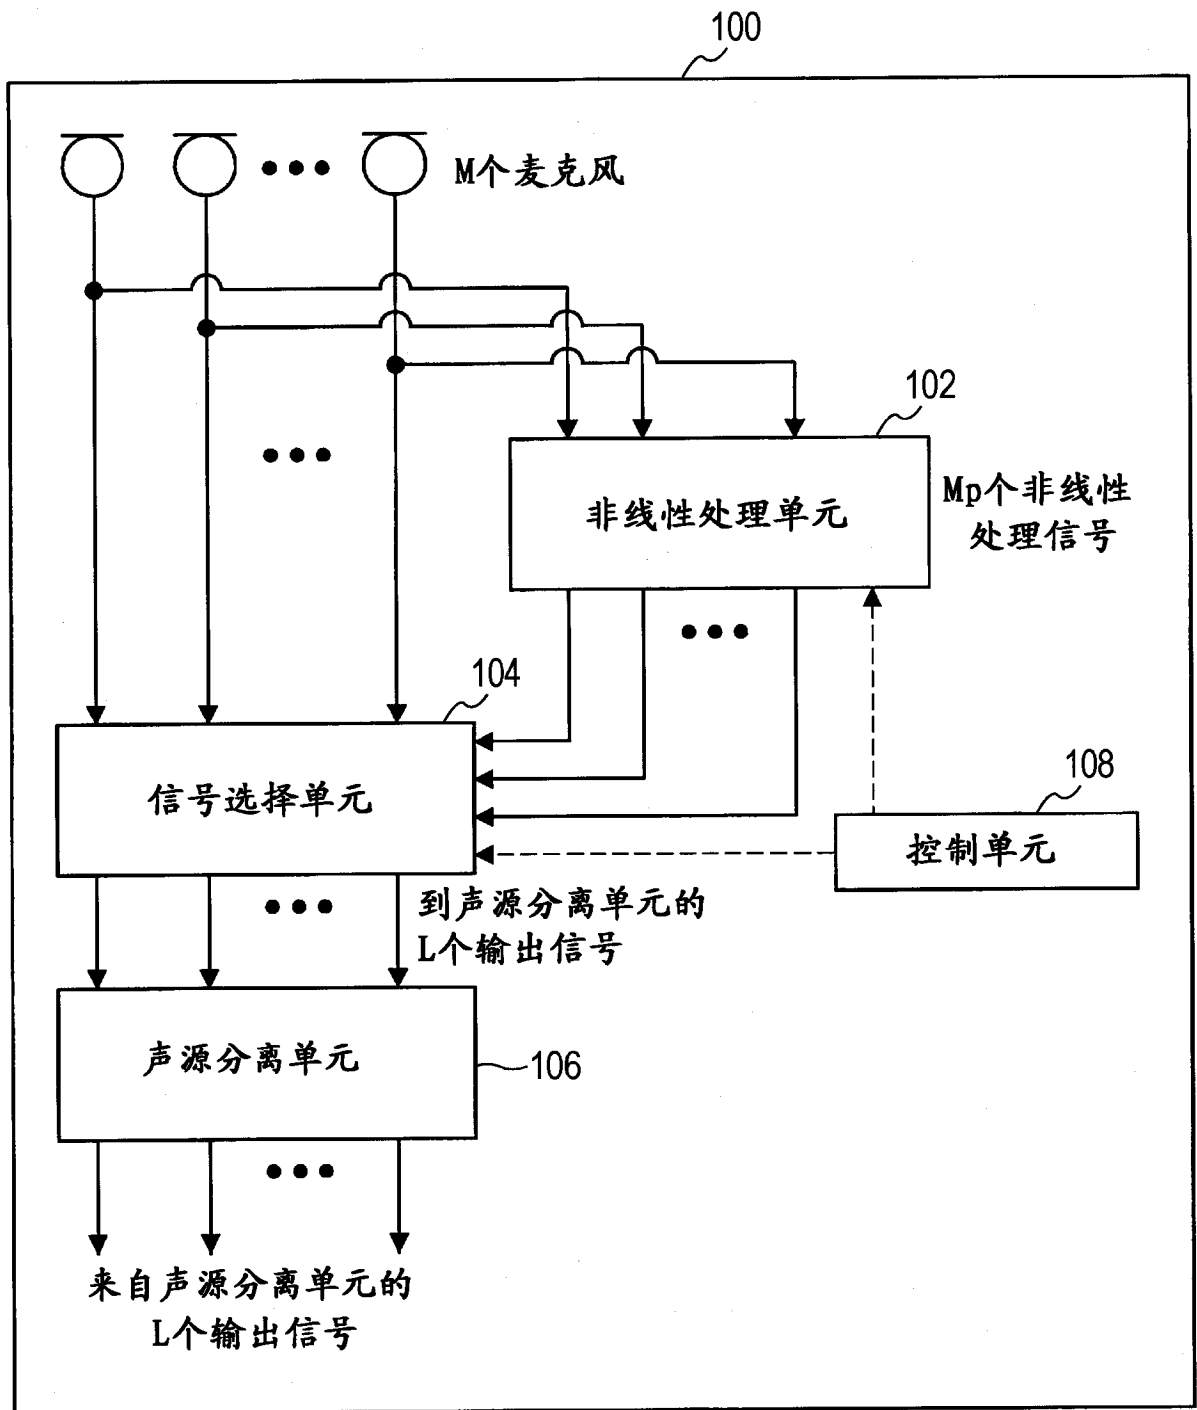 100
M个麦克风
102
非线性处理单元
Mp个非线性
处理信号
104
信号选择单元
108
控制单元
到声源分离单元的
L个输出信号
声源分离单元
106
来自声源分离单元的
L个输出信号